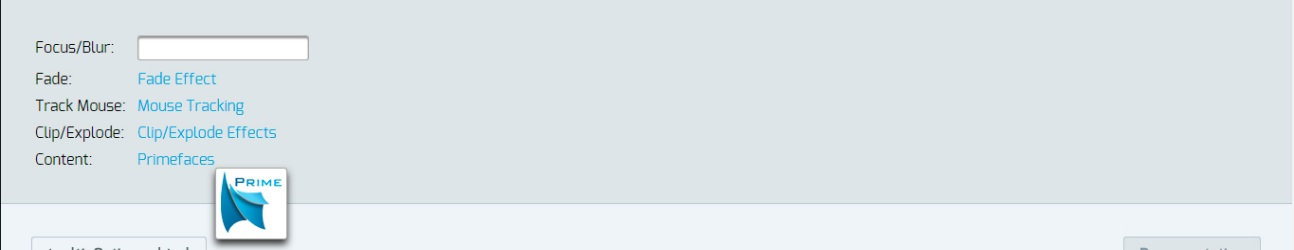 Focus/Blur:
Fade: Fade Effect
Track Mouse: Mouse Tracking
Clip/Explode: Clip/Explode Effects
Content: Primefaces
PRIME